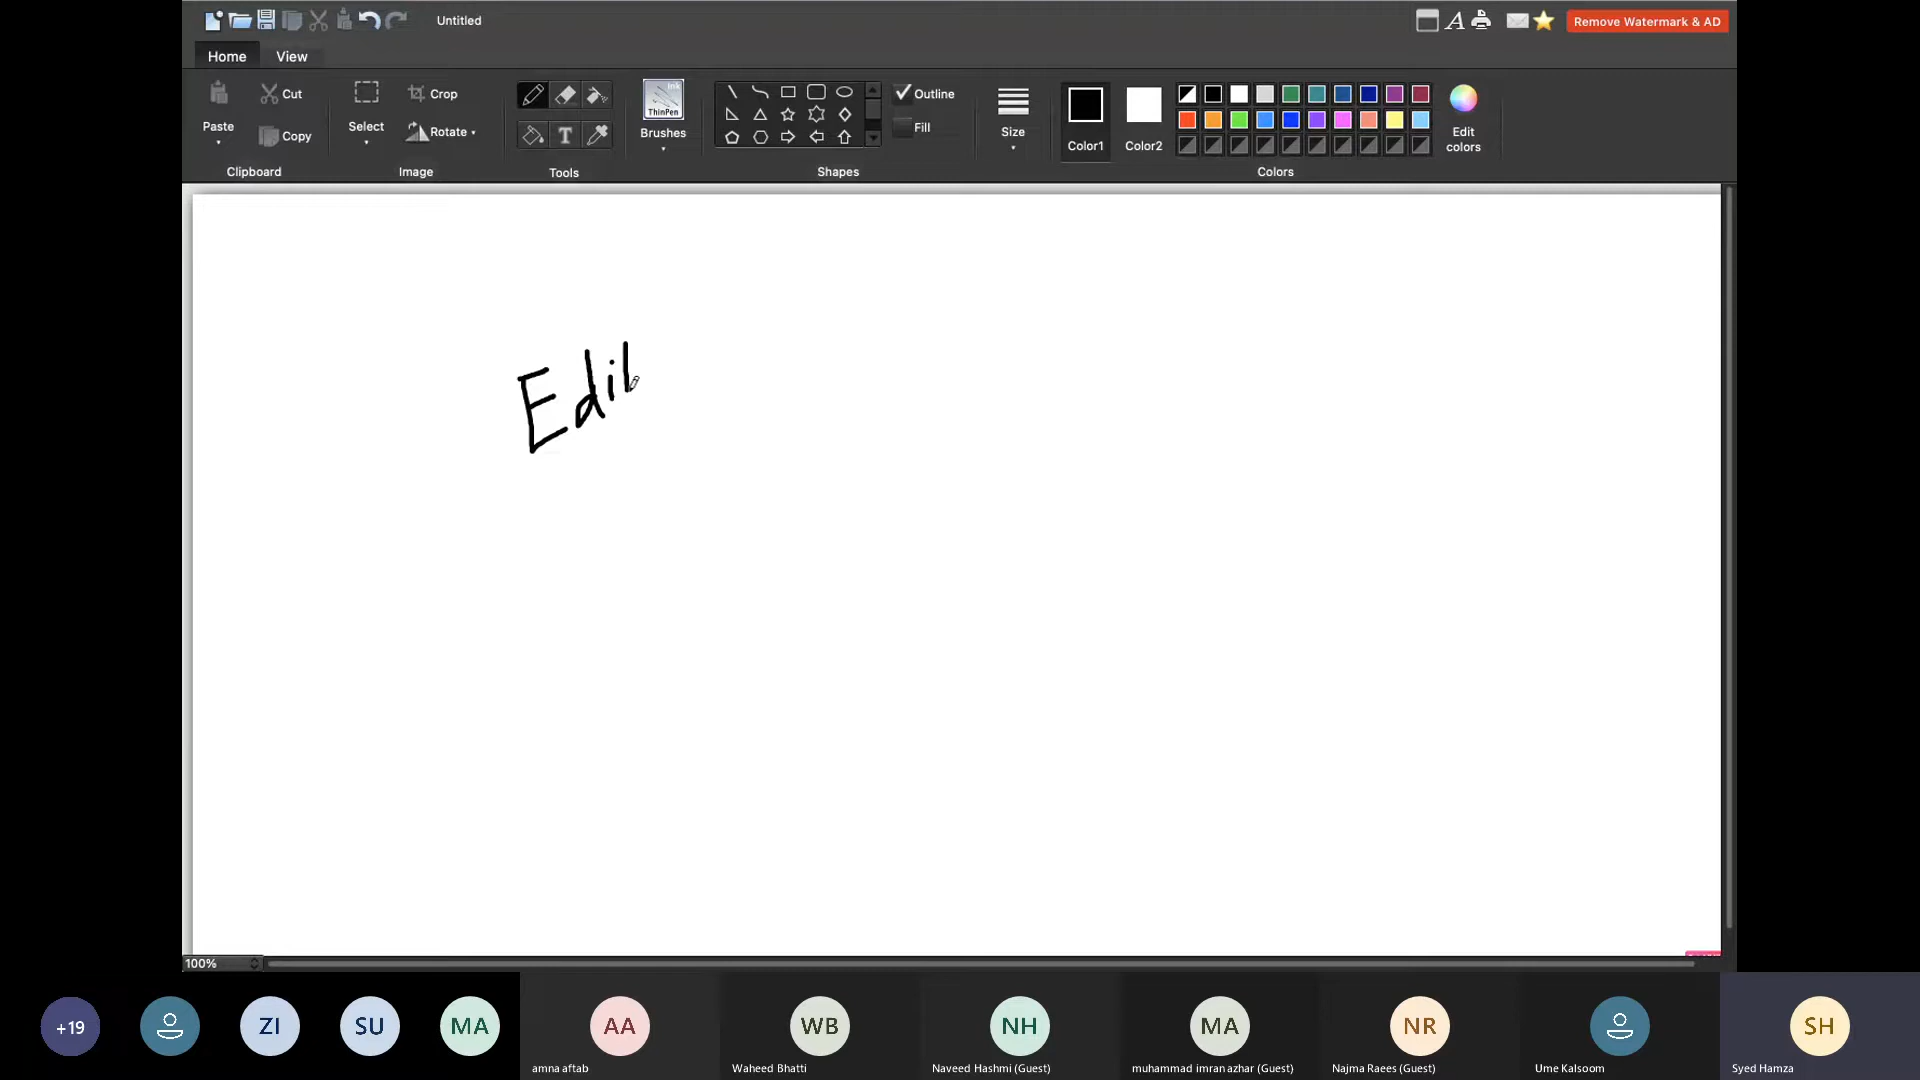 Untitled
Remove Watermark & AD
Home View
Paste
Cut
Copy
Clipboard
Select
Crop
Rotate
Image
T
Tools
Ink
ThinPen
Brushes
Shapes
Outline
Fill
Size
Color1
Color2
Colors
Edit
colors
Edil
100%
+19 ZI SU MA AA WB NH MA NR SH
amna aftab Waheed Bhatti Naveed Hashmi (Guest) muhammad imran azhar (Guest) Najma Raees (Guest) Ume Kalsoom Syed Hamza